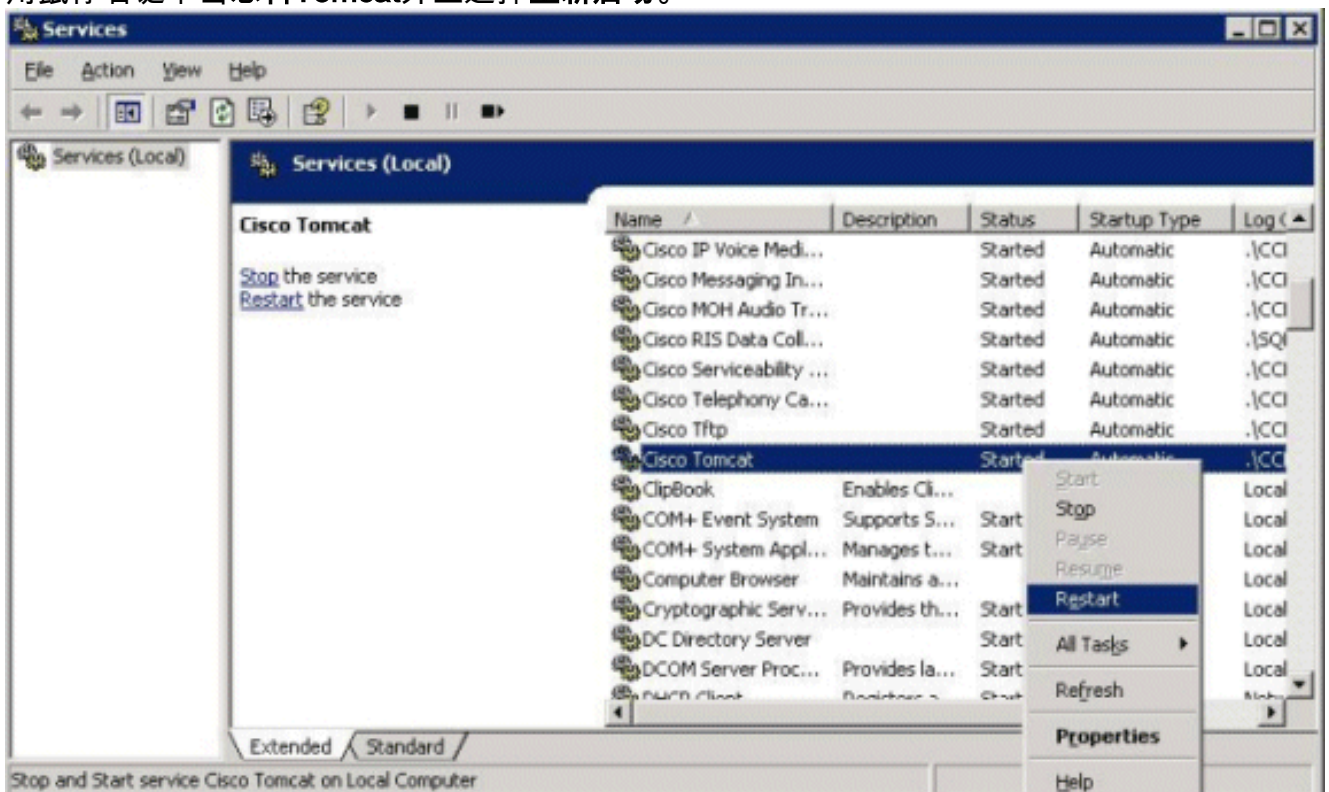 Services
File Action View Help
Services (Local)
Services (Local)
Cisco Tomcat
Stop the service
Restart the service
Name Description Status Startup Type
Cisco IP Voice Medi... Started Automatic
Cisco Messaging In... Started Automatic
Cisco MOH Audio Tr... Started Automatic
Cisco RIS Data Coll... Started Automatic
Cisco Serviceability ... Started Automatic
Cisco Telephony Ca... Started Automatic
Cisco Tftp Started Automatic
Cisco Tomcat Started Automatic
ClipBook Enables Cli... Local
COM+ Event System Supports S... Start Local
COM+ System Appl... Manages t... Start Local
Computer Browser Maintains a... Local
Cryptographic Serv... Provides th... Start Local
DC Directory Server Start Local
DCOM Server Proc... Provides la... Start Local
DHCP Client
Start
Stop
Pause
Resume
Restart
All Tasks
Refresh
Properties
Help
Extended Standard
Stop and Start service Cisco Tomcat on Local Computer